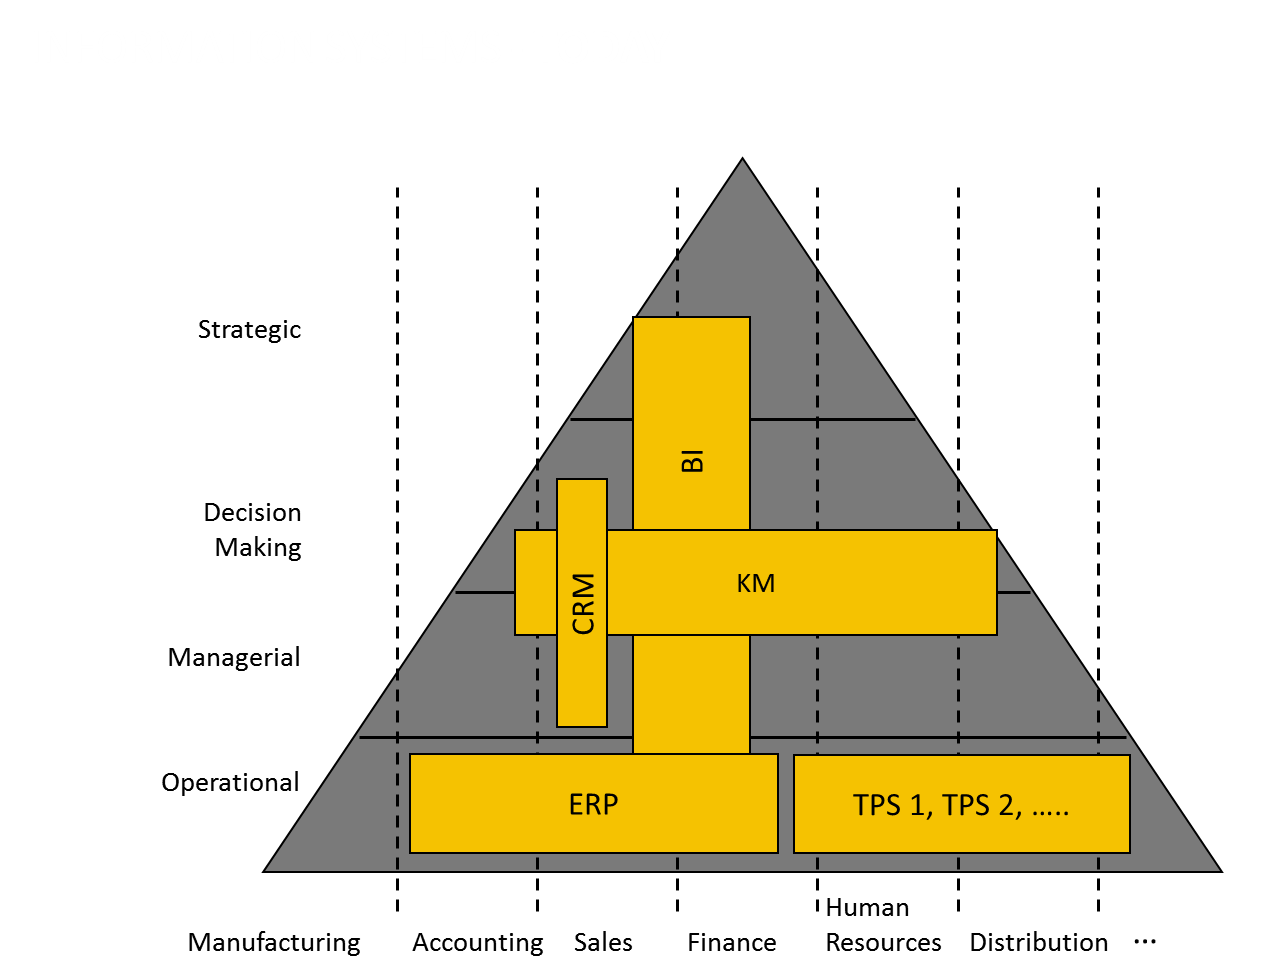 Strategic
BI
Decision
Making
KM
CRM
Managerial
Operational
ERP
TPS 1, TPS 2, .....
Manufacturing
Accounting
Sales
Finance
Human
Resources
Distribution
...